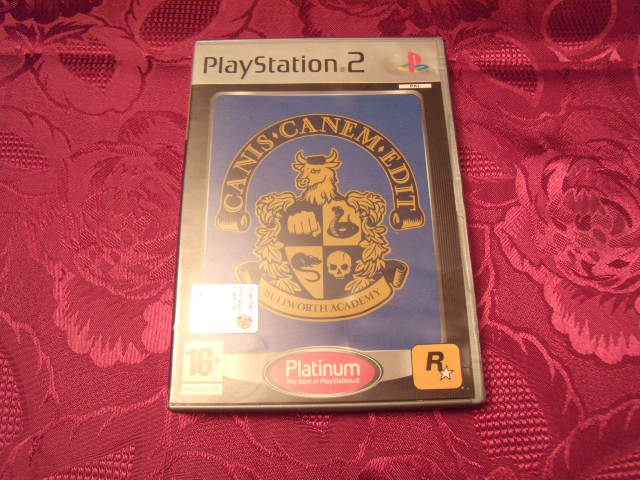 PlayStation®2
PAL
CANIS • CANEM • EDIT
BULLWORTH ACADEMY
16+
Platinum
The Best of PlayStation®2
R